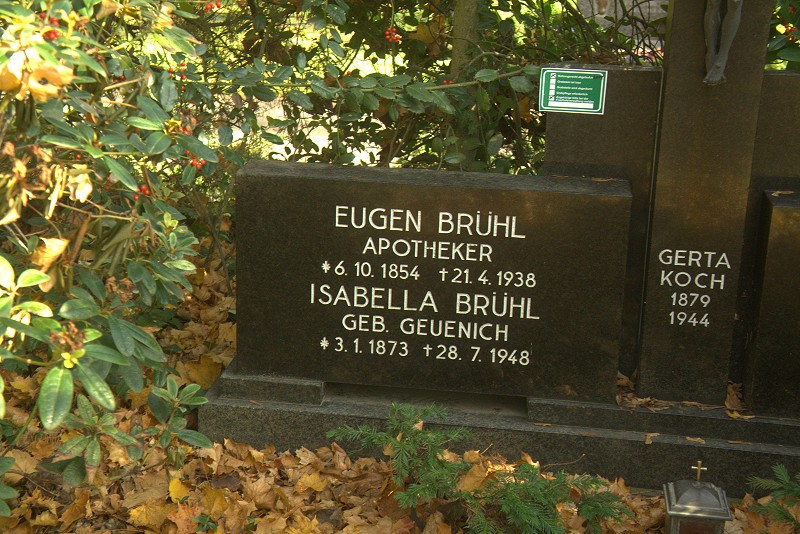 EUGEN BRÜHL
APOTHEKER
*6.10.1854 †21.4.1938
ISABELLA BRÜHL
GEB. GEUENICH
*3.1.1873 †28.7.1948
GERTA
KOCH
1879
1944